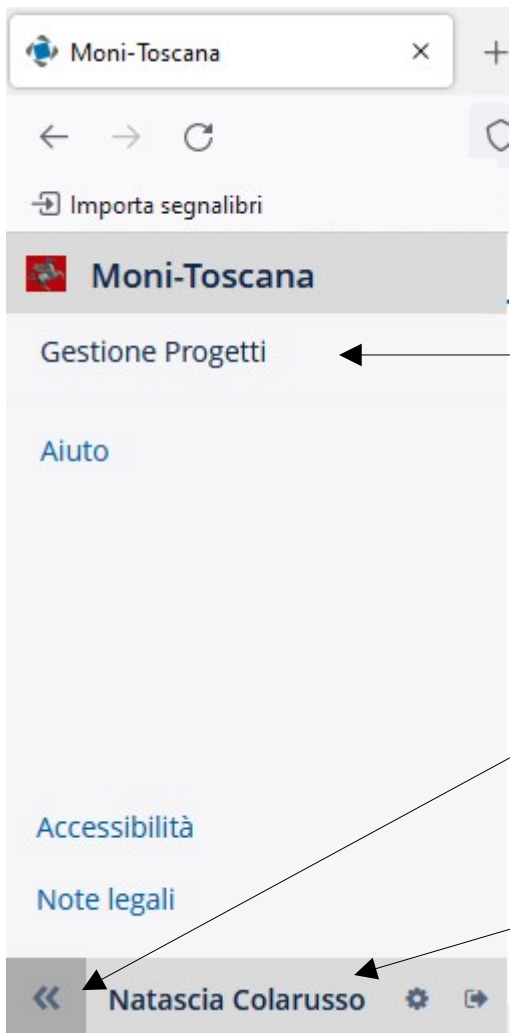 Moni-Toscana
Importa segnalibri
Moni-Toscana
Gestione Progetti
Aiuto
Accessibilità
Note legali
Natascia Colarusso